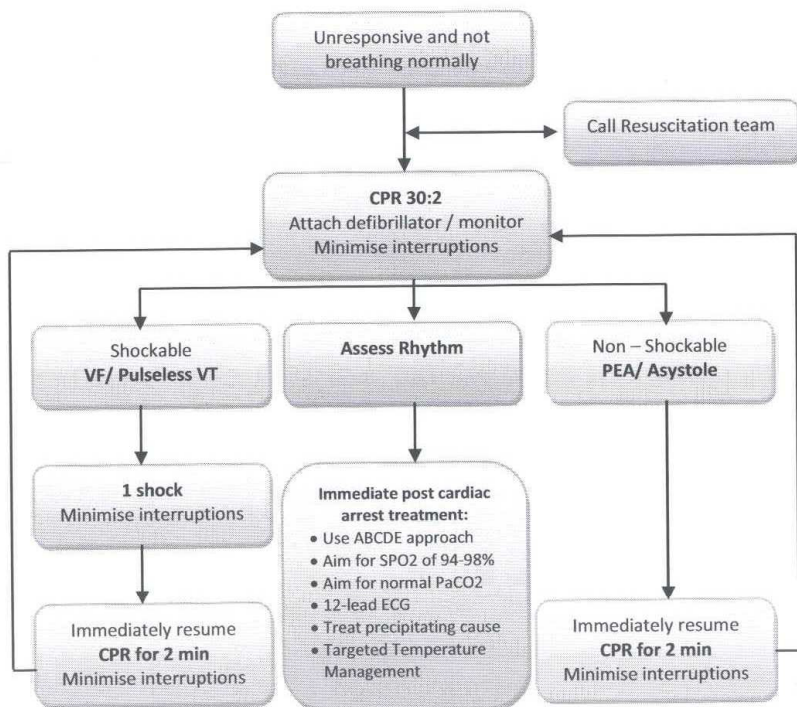 Unresponsive and not
breathing normally
Call Resuscitation team
CPR 30:2
Attach defibrillator / monitor
Minimise interruptions
Shockable
VF/ Pulseless VT
Assess Rhythm
Non – Shockable
PEA/ Asystole
1 shock
Minimise interruptions
Immediate post cardiac
arrest treatment:
• Use ABCDE approach
• Aim for SPO2 of 94-98%
• Aim for normal PaCO2
• 12-lead ECG
• Treat precipitating cause
• Targeted Temperature
Management
Immediately resume
CPR for 2 min
Minimise interruptions
Immediately resume
CPR for 2 min
Minimise interruptions